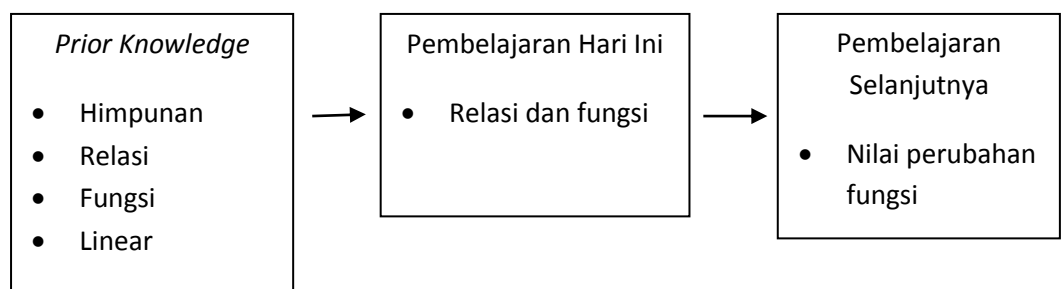 Prior Knowledge
• Himpunan
• Relasi
• Fungsi
• Linear
Pembelajaran Hari Ini
• Relasi dan fungsi
Pembelajaran
Selanjutnya
• Nilai perubahan
fungsi